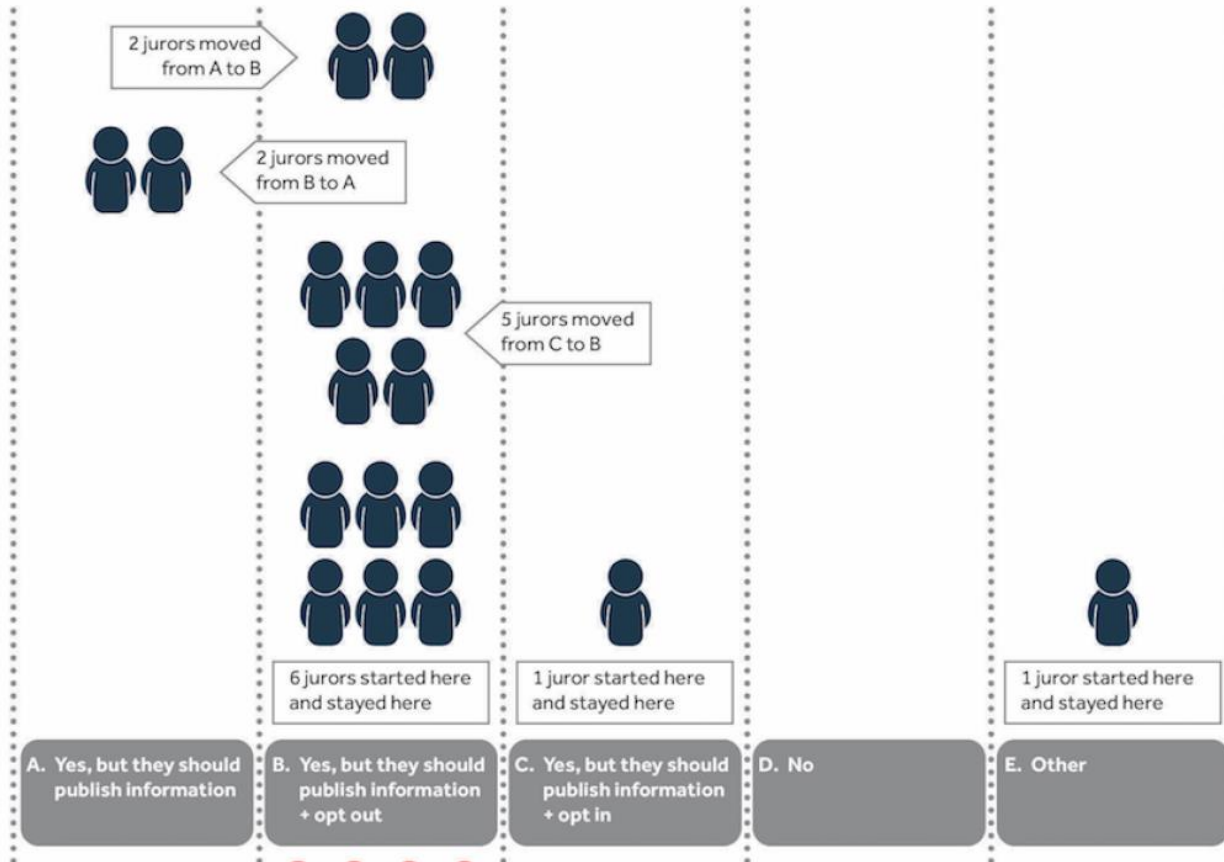 2 jurors moved
from A to B
2 jurors moved
from B to A
5 jurors moved
from C to B
6 jurors started here
and stayed here
1 juror started here
and stayed here
1 juror started here
and stayed here
A. Yes, but they should
publish information
B. Yes, but they should
publish information
+ opt out
C. Yes, but they should
publish information
+ opt in
D. No
E. Other